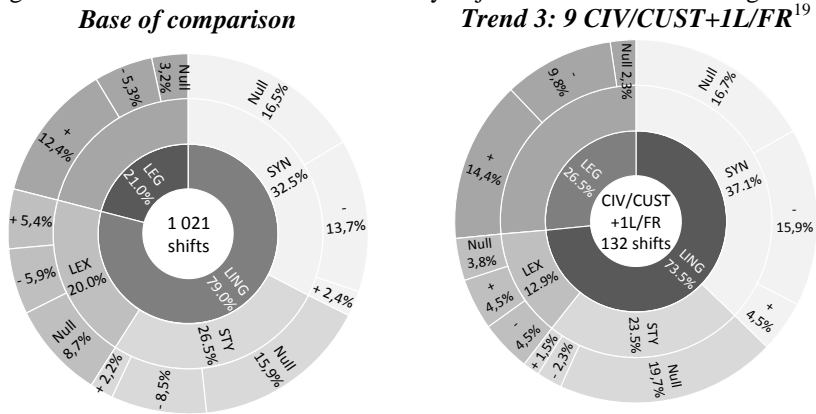 Base of comparison
Null
16,5%
- 13,7%
+ 2,4%
SYN
32.5%
Null
15,9%
- 8,5%
+ 2,2%
STY
26.5%
Null
8,7%
- 5,9%
+ 5,4%
LEX
20.0%
+
12,4%
- 5,3%
Null
3,2%
LEG
21.0%
LING
79.0%
1 021
shifts
Trend 3: 9 CIV/CUST+1L/FR19
Null
16,7%
-
15,9%
+
4,5%
SYN
37.1%
Null
19,7%
- 2,3%
+ 1,5%
STY
23.5%
-
4,5%
+
4,5%
Null
3,8%
LEX
12.9%
+
14,4%
-
9,8%
Null 2,3%
LEG
26.5%
LING
73.5%
CIV/CUST
+1L/FR
132 shifts